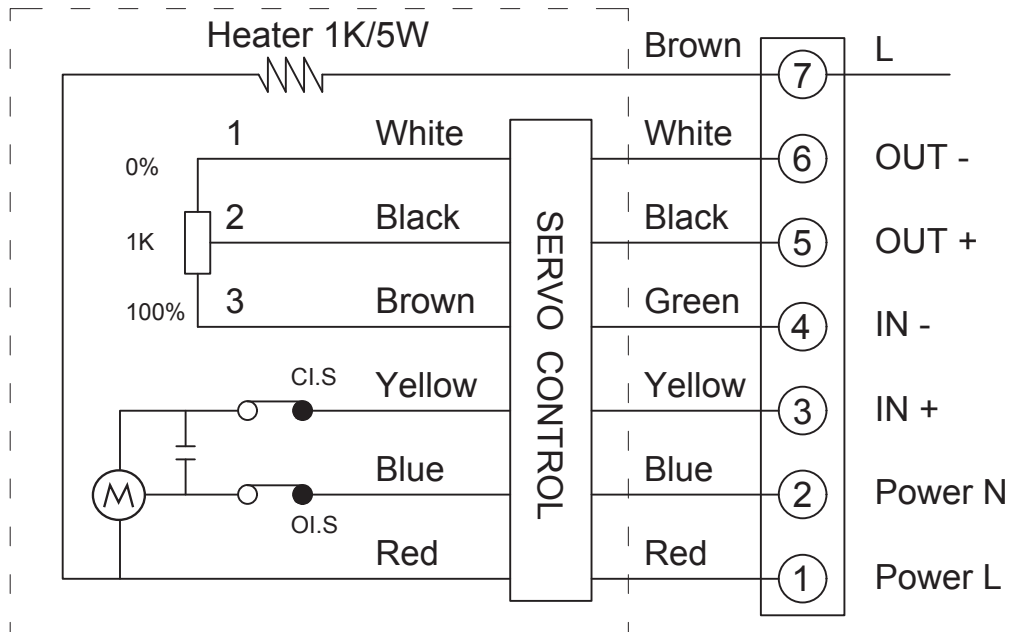 Heater 1K/5W Brown 7 L
1 White White 6 OUT -
0%
2 Black Black 5 OUT +
1K
3 Brown Green 4 IN -
100%
SERVO CONTROL
CI.S Yellow Yellow 3 IN +
M Blue Blue 2 Power N
OI.S
Red Red 1 Power L